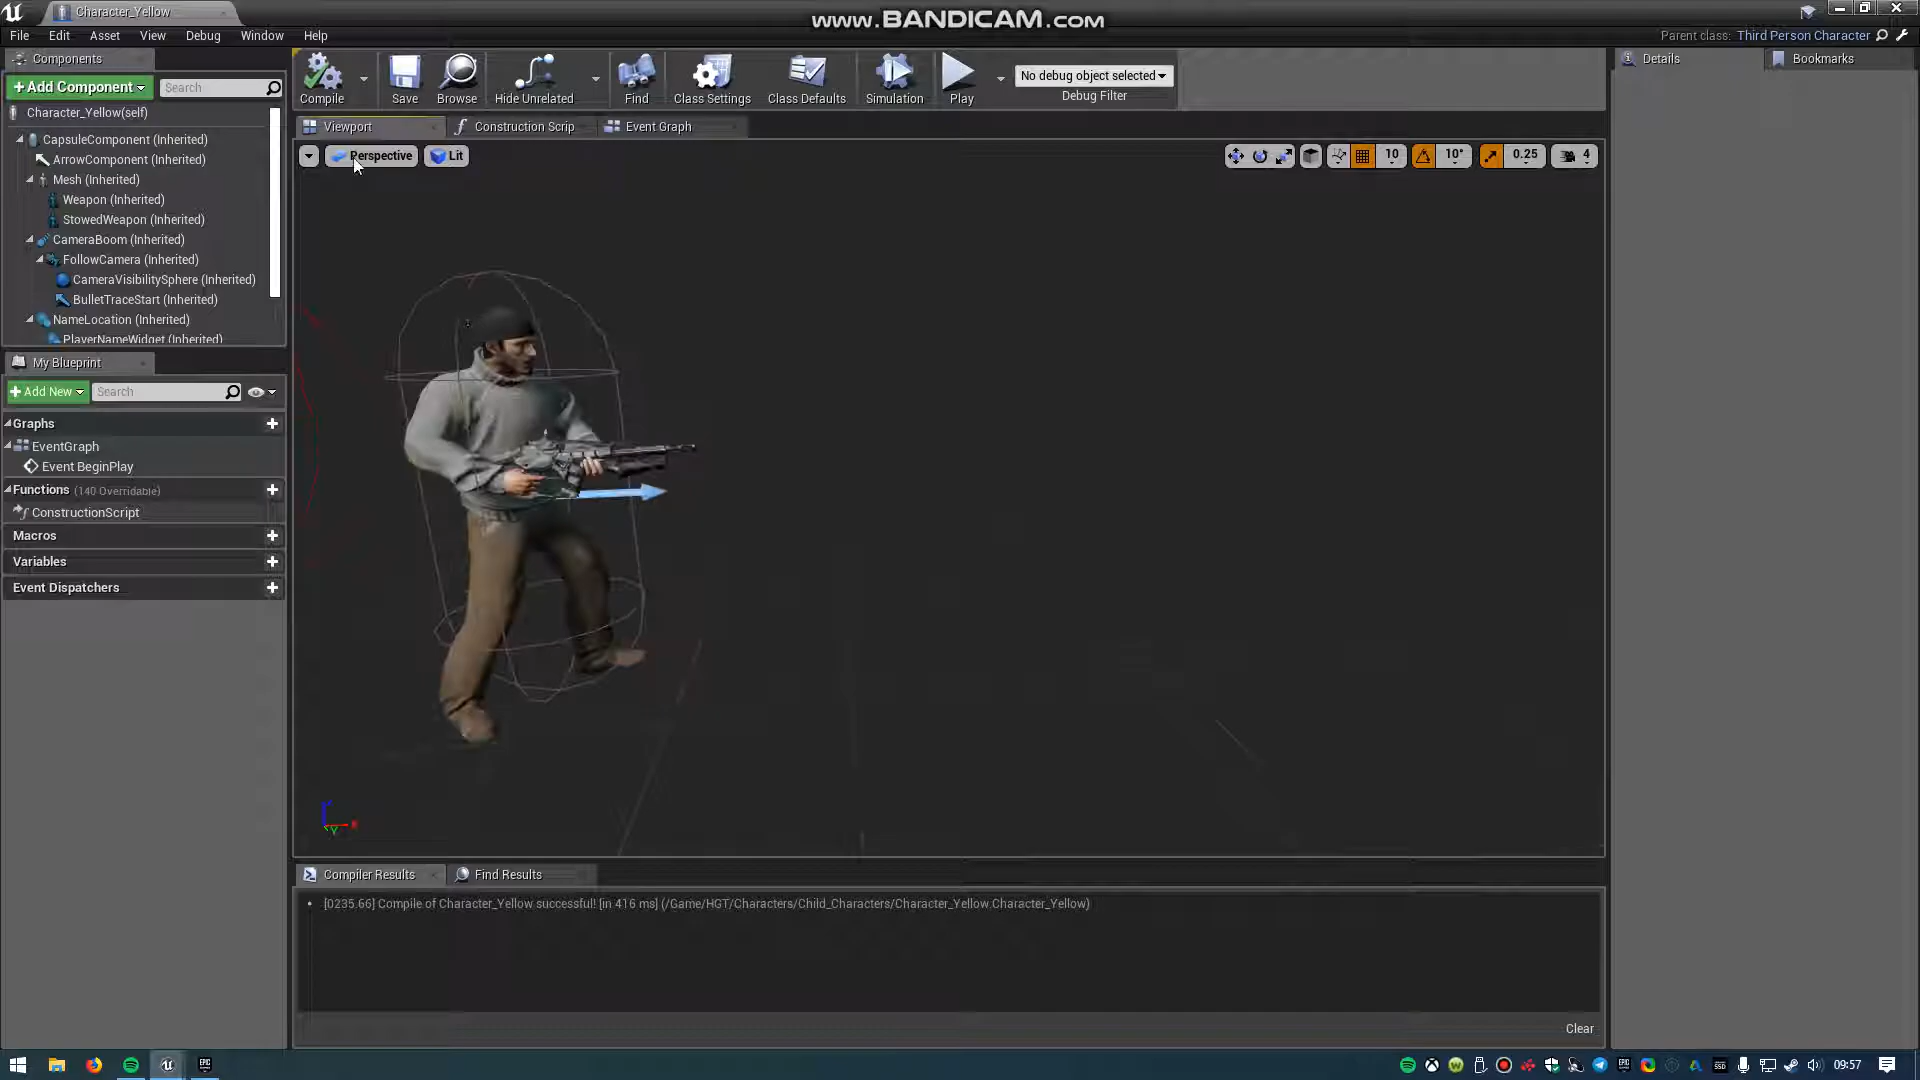 Character_Yellow
www.BANDICAM.com
File Edit Asset View Debug Window Help
Parent class: Third Person Character
Components
+Add Component
Search
Character_Yellow(self)
CapsuleComponent (Inherited)
ArrowComponent (Inherited)
Mesh (Inherited)
Weapon (Inherited)
StowedWeapon (Inherited)
CameraBoom (Inherited)
FollowCamera (Inherited)
CameraVisibilitySphere (Inherited)
BulletTraceStart (Inherited)
NameLocation (Inherited)
PlayerNameWidget (Inherited)
Compile
Save
Browse
Hide Unrelated
Find
Class Settings
Class Defaults
Simulation
Play
No debug object selected
Debug Filter
Details
Bookmarks
Viewport
Construction Scrip
Event Graph
Perspective
Lit
10
10°
0.25
4
My Blueprint
+Add New
Search
Graphs
EventGraph
Event BeginPlay
Functions (140 Overridable)
ConstructionScript
Macros
Variables
Event Dispatchers
Compiler Results
Find Results
• [0235.66] Compile of Character_Yellow successful! [in 416 ms] (/Game/HGT/Characters/Child_Characters/Character_Yellow.Character_Yellow)
Clear
09:57